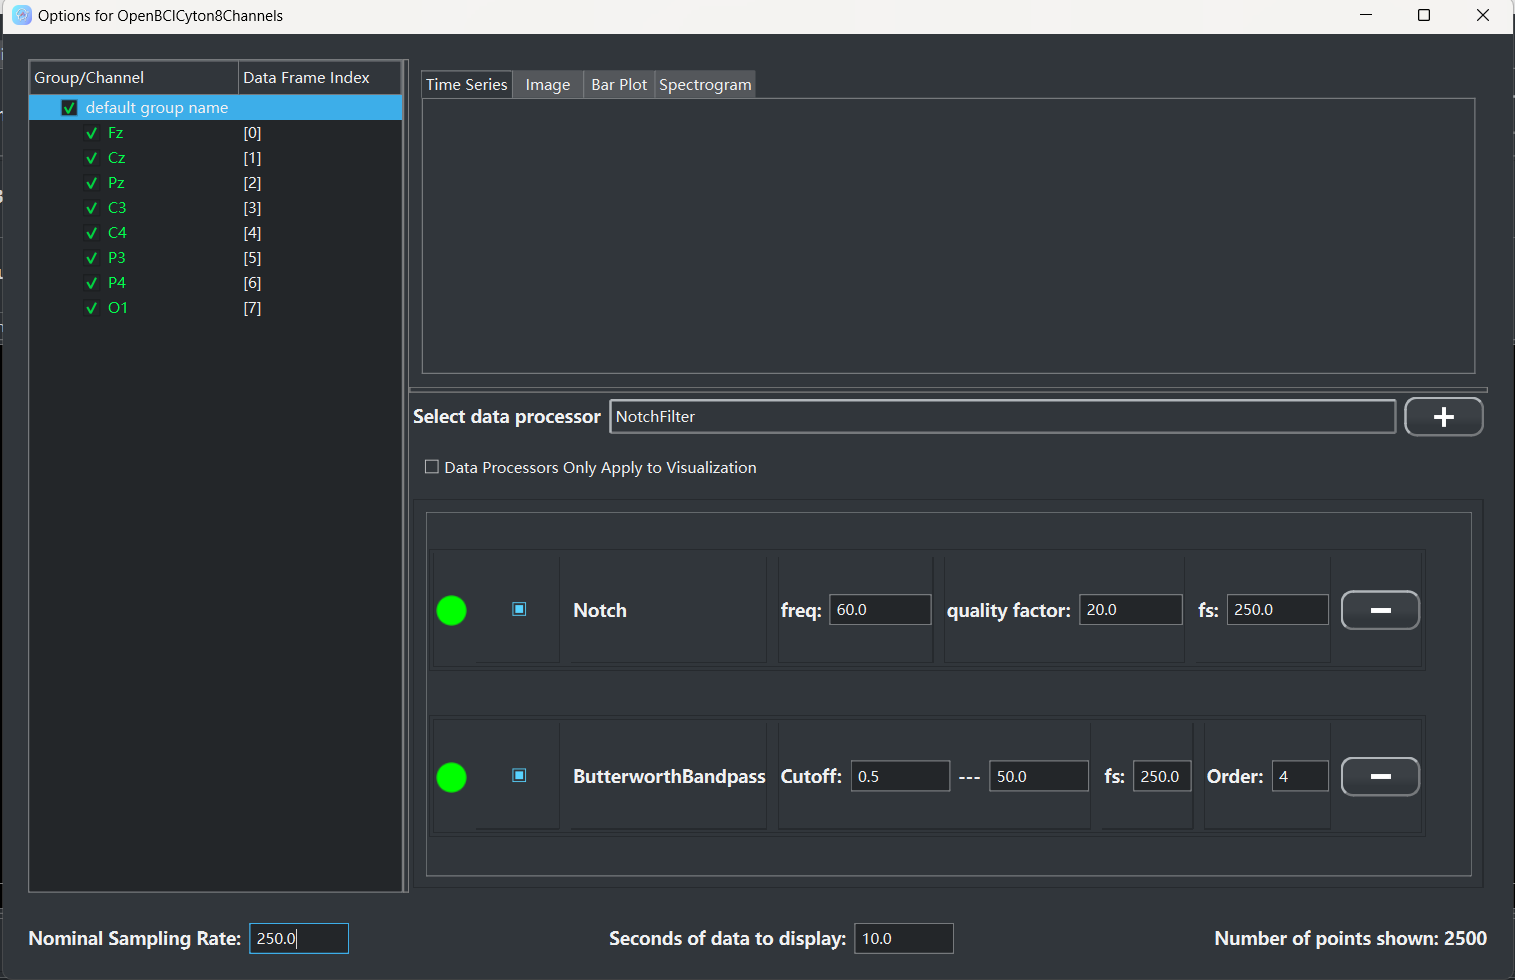 Options for OpenBCICyton8Channels
Group/Channel Data Frame Index
default group name
Fz [0]
Cz [1]
Pz [2]
C3 [3]
C4 [4]
P3 [5]
P4 [6]
O1 [7]
Time Series Image Bar Plot Spectrogram
Select data processor NotchFilter +
Data Processors Only Apply to Visualization
Notch freq: 60.0 quality factor: 20.0 fs: 250.0
ButterworthBandpass Cutoff: 0.5 --- 50.0 fs: 250.0 Order: 4
Nominal Sampling Rate: 250.0 Seconds of data to display: 10.0 Number of points shown: 2500